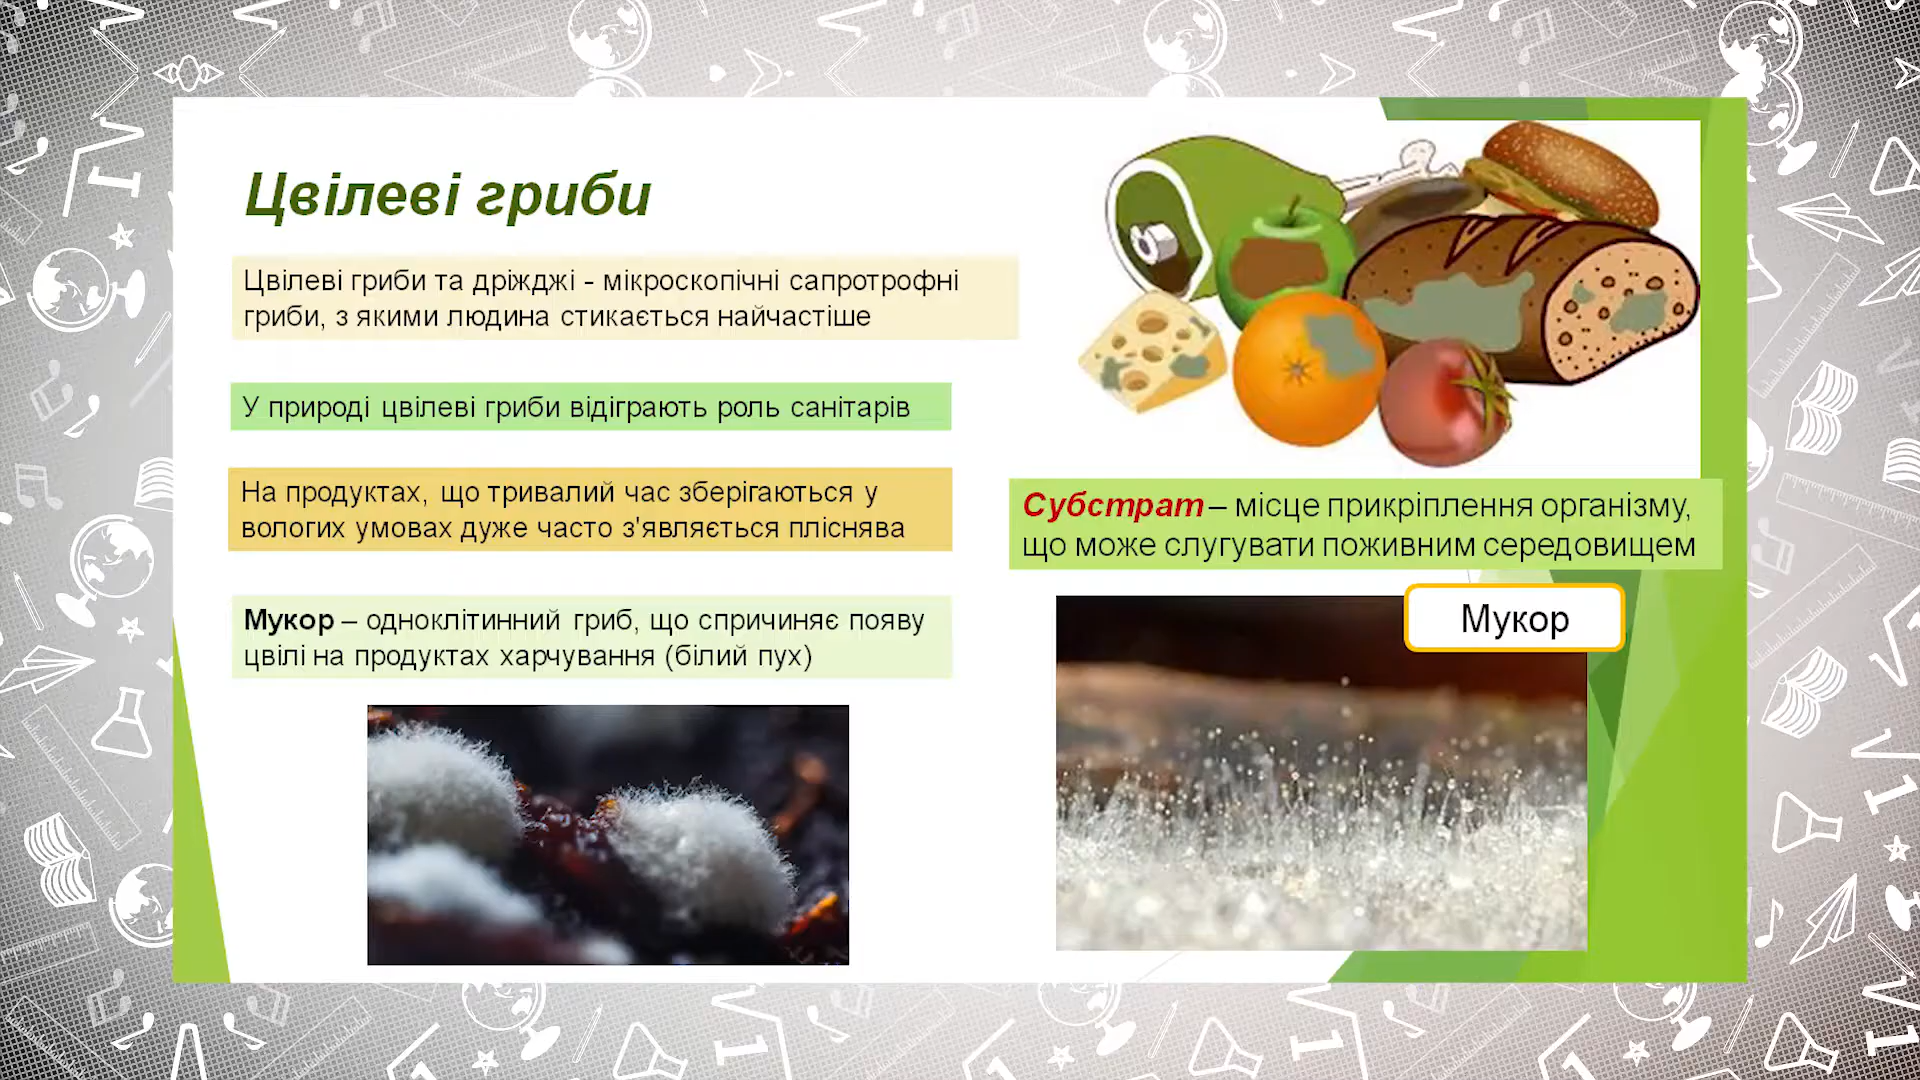 Цвілеві гриби
Цвілеві гриби та дріжджі - мікроскопічні сапротрофні
гриби, з якими людина стикається найчастіше
У природі цвілеві гриби відіграють роль санітарів
На продуктах, що тривалий час зберігаються у
вологих умовах дуже часто з'являється пліснява
Мукор – одноклітинний гриб, що спричиняє появу
цвілі на продуктах харчування (білий пух)
Субстрат – місце прикріплення організму,
що може слугувати поживним середовищем
Мукор